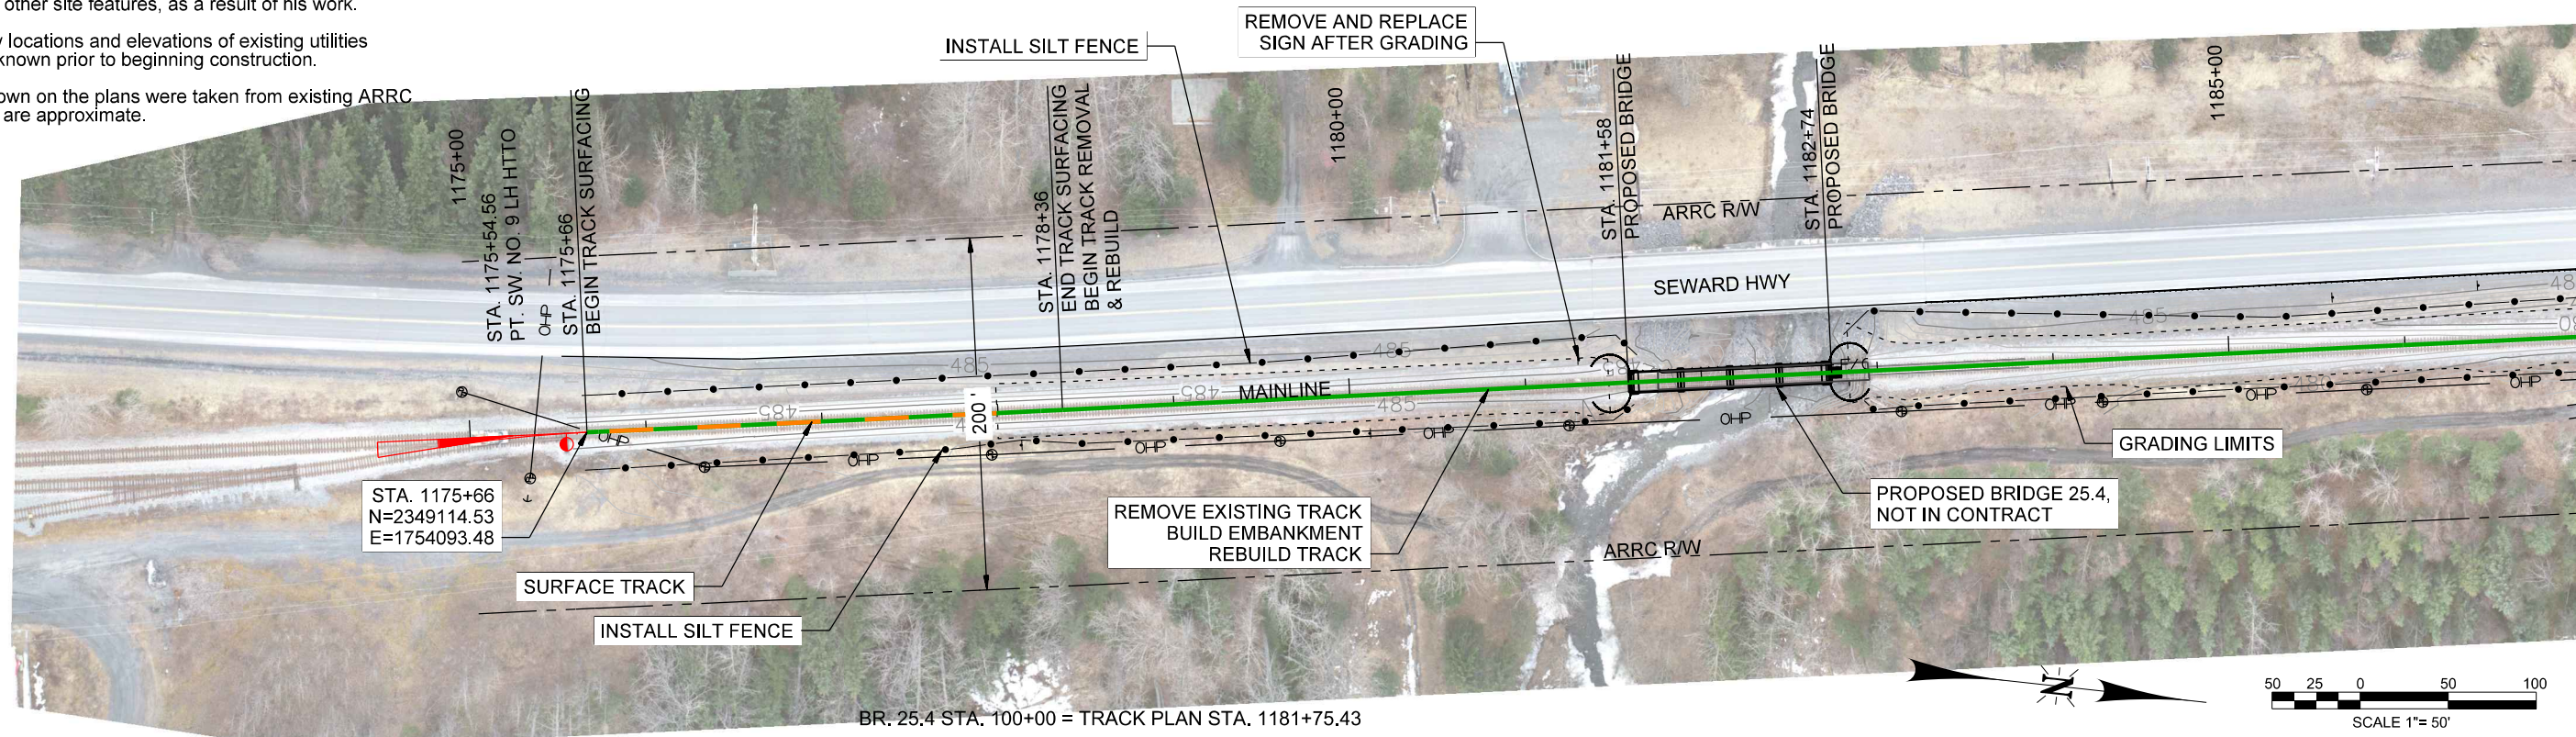 other site features, as a result of his work.
locations and elevations of existing utilities
known prior to beginning construction.
own on the plans were taken from existing ARRC
are approximate.
INSTALL SILT FENCE
REMOVE AND REPLACE
SIGN AFTER GRADING
1175+00
STA. 1175+54.56
PT. SW. NO. 9 LH HTTO
OHP
STA. 1175+66
BEGIN TRACK SURFACING
STA. 1178+36
END TRACK SURFACING
BEGIN TRACK REMOVAL
& REBUILD
1180+00
STA. 1181+58
PROPOSED BRIDGE
STA. 1182+74
PROPOSED BRIDGE
1185+00
ARRC R/W
SEWARD HWY
485
485
485
485
485
485
MAINLINE
200 '
OHP
OHP
OHP
OHP
OHP
OHP
OHP
OHP
GRADING LIMITS
STA. 1175+66
N=2349114.53
E=1754093.48
REMOVE EXISTING TRACK
BUILD EMBANKMENT
REBUILD TRACK
PROPOSED BRIDGE 25.4,
NOT IN CONTRACT
ARRC R/W
SURFACE TRACK
INSTALL SILT FENCE
N
BR. 25.4 STA. 100+00 = TRACK PLAN STA. 1181+75.43
50 25 0 50 100
SCALE 1"= 50'